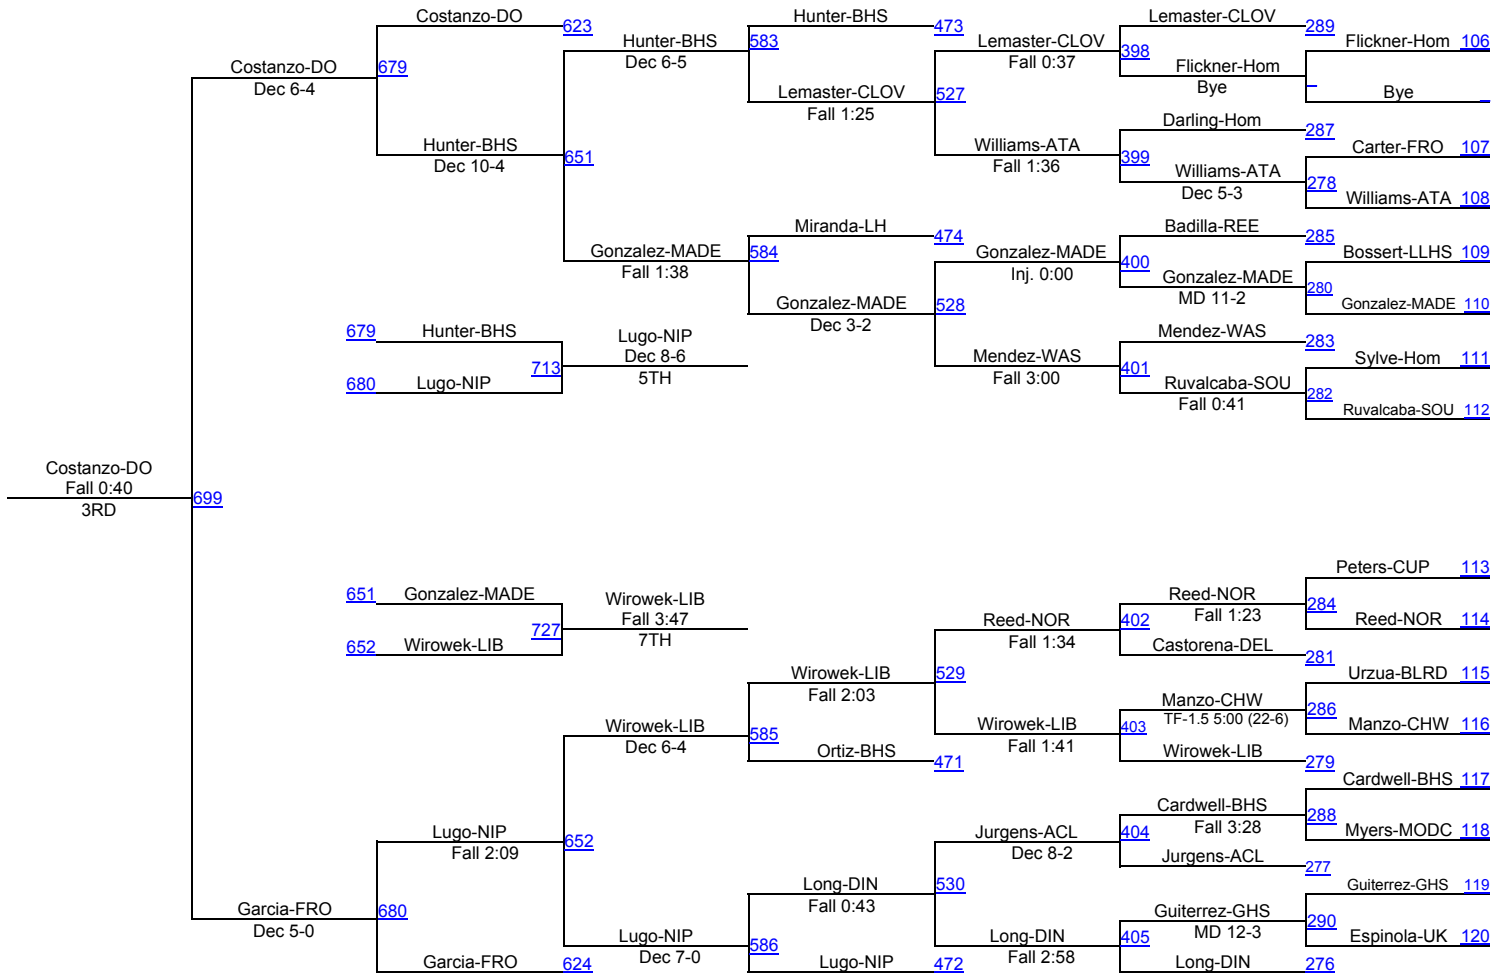 Costanzo-DO
623
Hunter-BHS
473
Lemaster-CLOV
289
Flickner-Hom 106
Hunter-BHS
Dec 6-5
583
Lemaster-CLOV
Fall 0:37
398
Costanzo-DO
Dec 6-4
679
Flickner-Hom
Bye
Bye
Lemaster-CLOV
Fall 1:25
527
Darling-Hom
287
Carter-FRO 107
Hunter-BHS
Dec 10-4
651
Williams-ATA
Fall 1:36
399
Williams-ATA
Dec 5-3
278
Williams-ATA 108
Miranda-LH
474
Badilla-REE
285
Bossert-LLHS 109
Gonzalez-MADE
Fall 1:38
584
Gonzalez-MADE
Inj. 0:00
400
Gonzalez-MADE
MD 11-2
280
Gonzalez-MADE 110
Gonzalez-MADE
Dec 3-2
528
679 Hunter-BHS
Lugo-NIP
Dec 8-6
5TH
713
680 Lugo-NIP
Mendez-WAS
283
Sylve-Hom 111
Mendez-WAS
Fall 3:00
401
Ruvalcaba-SOU
Fall 0:41
282
Ruvalcaba-SOU 112
Costanzo-DO
Fall 0:40
3RD
699
Peters-CUP 113
651 Gonzalez-MADE
Wirowek-LIB
Fall 3:47
7TH
727
652 Wirowek-LIB
Reed-NOR
Fall 1:34
402
Reed-NOR
Fall 1:23
284
Reed-NOR 114
Castorena-DEL
281
Wirowek-LIB
Fall 2:03
529
Urzua-BLRD 115
Manzo-CHW
TF-1.5 5:00 (22-6)
286
Manzo-CHW 116
Wirowek-LIB
Dec 6-4
585
Wirowek-LIB
Fall 1:41
403
Ortiz-BHS
471
Wirowek-LIB
279
Cardwell-BHS 117
Lugo-NIP
Fall 2:09
652
Jurgens-ACL
Dec 8-2
404
Cardwell-BHS
Fall 3:28
288
Myers-MODC 118
Jurgens-ACL
277
Long-DIN
Fall 0:43
530
Guiterrez-GHS 119
Garcia-FRO
Dec 5-0
680
Guiterrez-GHS
MD 12-3
290
Espinola-UK 120
Lugo-NIP
Dec 7-0
586
Long-DIN
Fall 2:58
405
Garcia-FRO
624
Lugo-NIP
472
Long-DIN
276